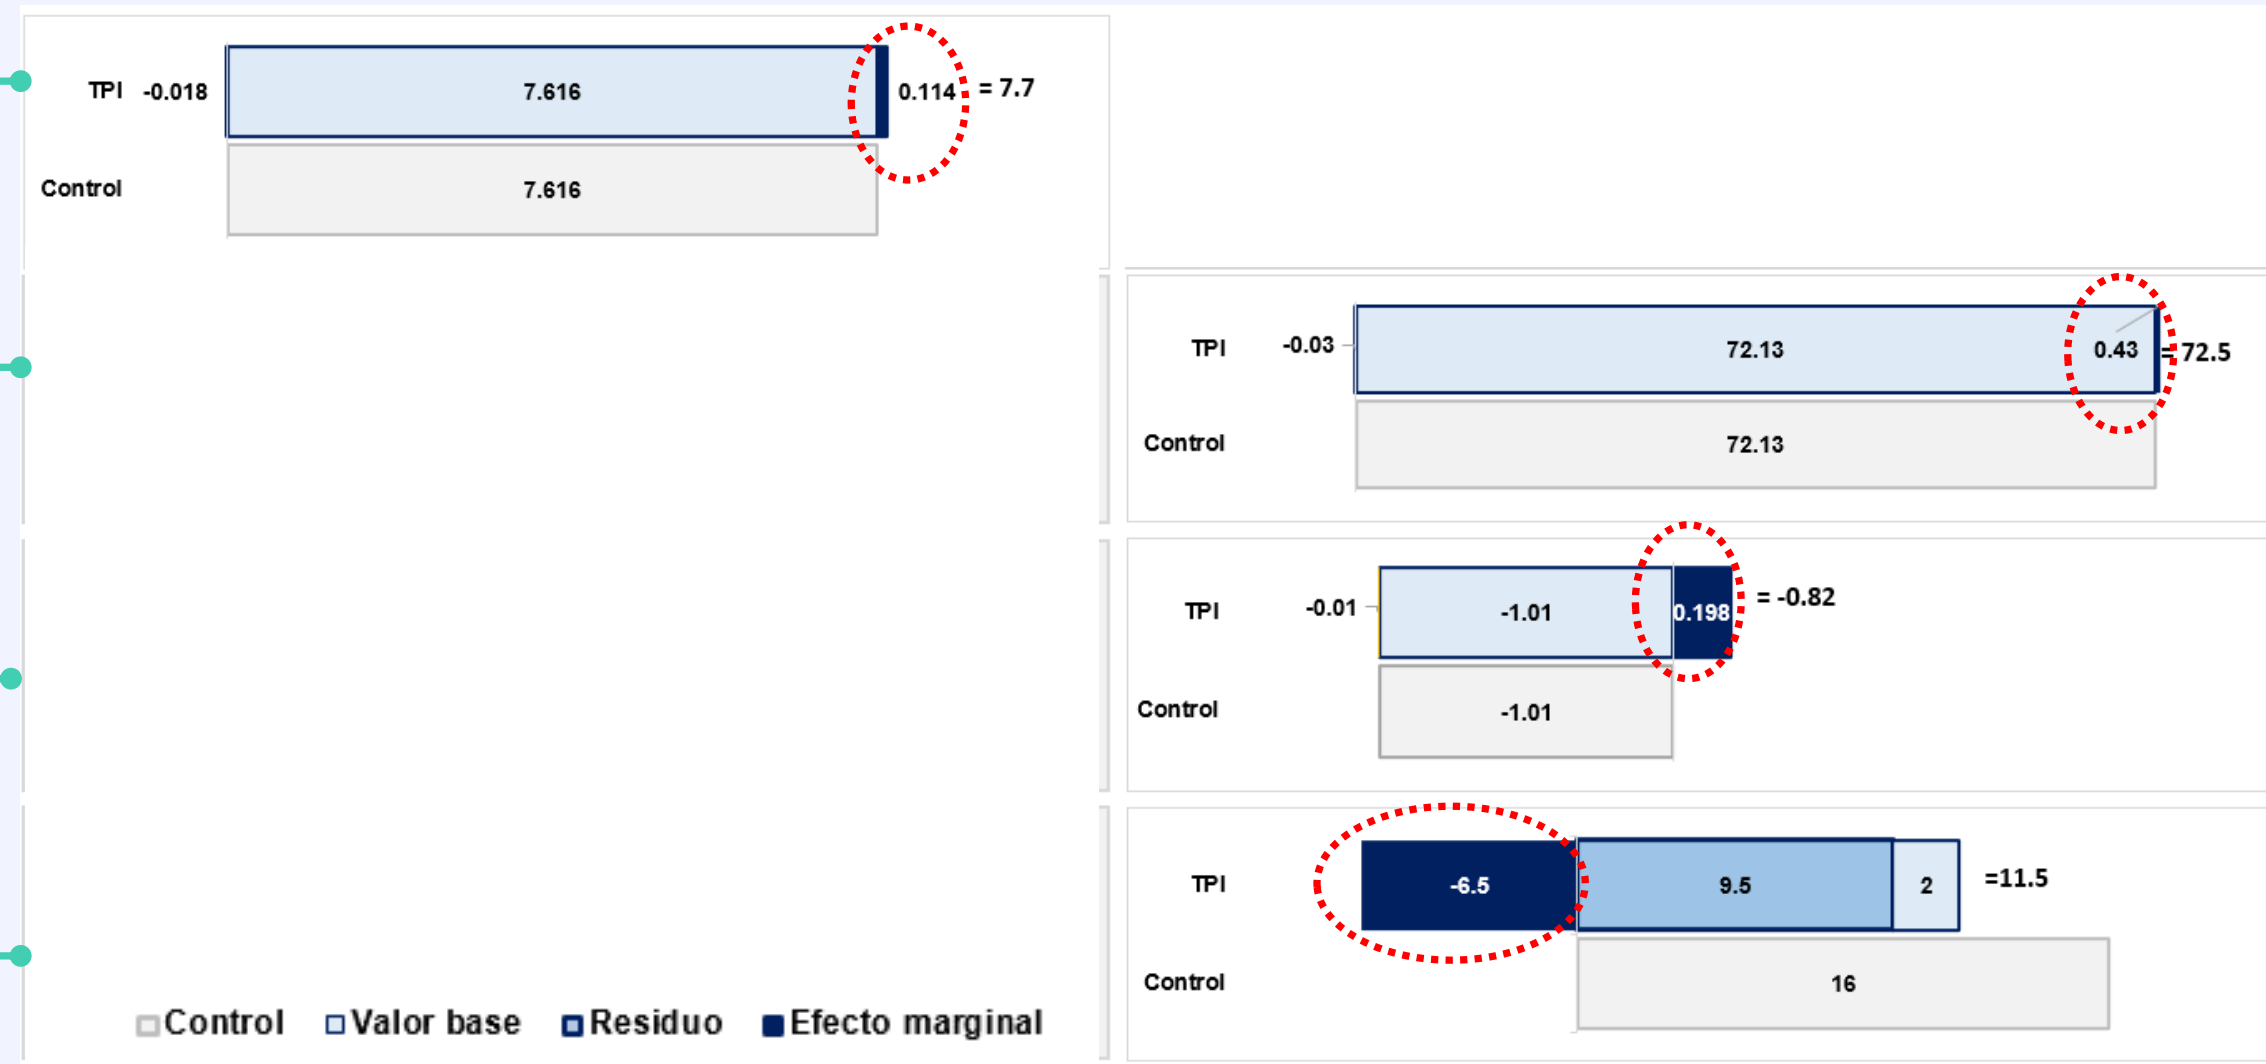 TPI -0.018 7.616 0.114 = 7.7
Control 7.616
TPI -0.03 72.13 0.43 = 72.5
Control 72.13
TPI -0.01 -1.01 0.198 = -0.82
Control -1.01
TPI -6.5 9.5 2 =11.5
Control 16
Control Valor base Residuo Efecto marginal